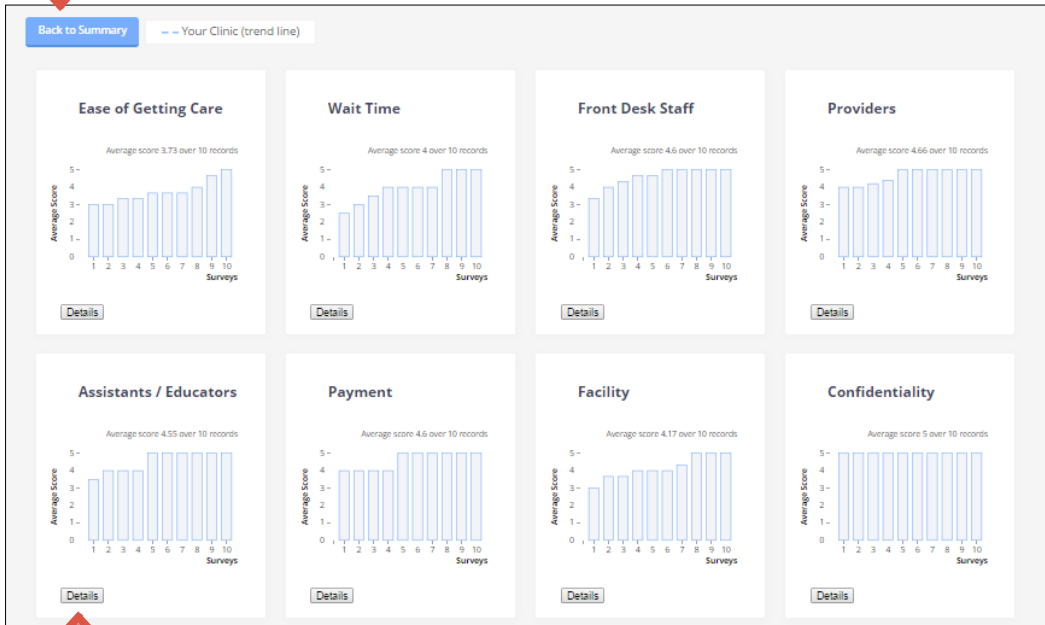 Back to Summary
Your Clinic (trend line)
Ease of Getting Care
Average score 3.73 over 10 records
Average Score
5
4
3
2
1
0
1 2 3 4 5 6 7 8 9 10
Surveys
Details
Wait Time
Average score 4 over 10 records
Average Score
5
4
3
2
1
0
1 2 3 4 5 6 7 8 9 10
Surveys
Details
Front Desk Staff
Average score 4.6 over 10 records
Average Score
5
4
3
2
1
0
1 2 3 4 5 6 7 8 9 10
Surveys
Details
Providers
Average score 4.66 over 10 records
Average Score
5
4
3
2
1
0
1 2 3 4 5 6 7 8 9 10
Surveys
Details
Assistants / Educators
Average score 4.55 over 10 records
Average Score
5
4
3
2
1
0
1 2 3 4 5 6 7 8 9 10
Surveys
Details
Payment
Average score 4.6 over 10 records
Average Score
5
4
3
2
1
0
1 2 3 4 5 6 7 8 9 10
Surveys
Details
Facility
Average score 4.17 over 10 records
Average Score
5
4
3
2
1
0
1 2 3 4 5 6 7 8 9 10
Surveys
Details
Confidentiality
Average score 5 over 10 records
Average Score
5
4
3
2
1
0
1 2 3 4 5 6 7 8 9 10
Surveys
Details